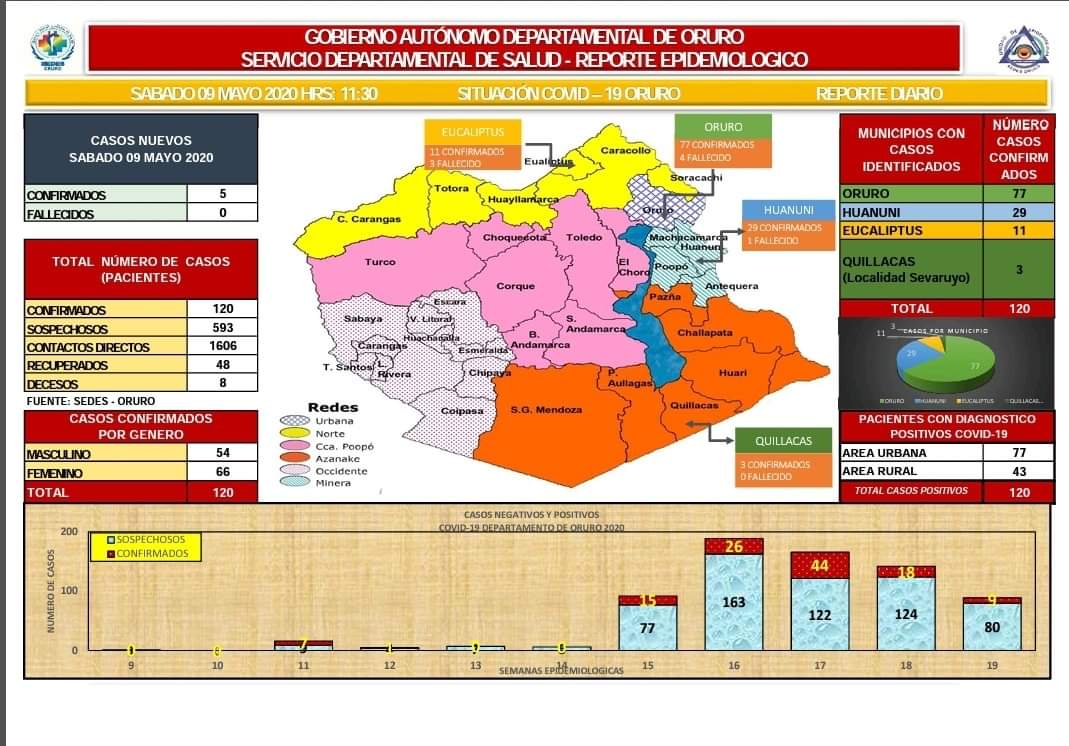 GOBIERNO AUTÓNOMO DEPARTAMENTAL DE ORURO
SERVICIO DEPARTAMENTAL DE SALUD - REPORTE EPIDEMIOLOGICO
SABADO 09 MAYO 2020 HRS: 11:30 SITUACIÓN COVID – 19 ORURO REPORTE DIARIO
CASOS NUEVOS
SABADO 09 MAYO 2020
CONFIRMADOS 5
FALLECIDOS 0
TOTAL NÚMERO DE CASOS
(PACIENTES)
CONFIRMADOS 120
SOSPECHOSOS 593
CONTACTOS DIRECTOS 1606
RECUPERADOS 48
DECESOS 8
FUENTE: SEDES - ORURO
CASOS CONFIRMADOS
POR GENERO
MASCULINO 54
FEMENINO 66
TOTAL 120
EUCALIPTUS
11 CONFIRMADOS
3 FALLECIDO
ORURO
77 CONFIRMADOS
4 FALLECIDO
HUANUNI
29 CONFIRMADOS
1 FALLECIDO
QUILLACAS
3 CONFIRMADOS
0 FALLECIDO
Caracollo
Eualiptus
Soracachi
Totora
Huayllamarca
Oruro
C. Carangas
Choquecota
Toledo
Machacamarca
Huanuni
Turco
El
Choro
Poopó
Corque
Antequera
Pazña
Escara
Sabaya
V. Litoral
S.
Andamarca
Challapata
Huachacalla
B.
Andamarca
Carangas
Esmeralda
T. Santos
L.
Rivera
Chipaya
P.
Aullagas
Huari
Coipasa
S.G. Mendoza
Quillacas
Redes
Urbana
Norte
Cca. Poopó
Azanake
Occidente
Minera
MUNICIPIOS CON
CASOS
IDENTIFICADOS
NÚMERO
CASOS
CONFIRM
ADOS
ORURO 77
HUANUNI 29
EUCALIPTUS 11
QUILLACAS
(Localidad Sevaruyo) 3
TOTAL 120
CASOS POR MUNICIPIO
3
11
29
77
ORURO HUANUNI EUCALIPTUS QUILLACAS...
PACIENTES CON DIAGNOSTICO
POSITIVOS COVID-19
AREA URBANA 77
AREA RURAL 43
TOTAL CASOS POSITIVOS 120
CASOS NEGATIVOS Y POSITIVOS
COVID-19 DEPARTAMENTO DE ORURO 2020
NUMERO DE CASOS
200
100
0
SOSPECHOSOS
CONFIRMADOS
7
15
77
26
163
44
122
18
124
9
80
9 10 11 12 13 14 15 16 17 18 19
SEMANAS EPIDEMIOLOGICAS